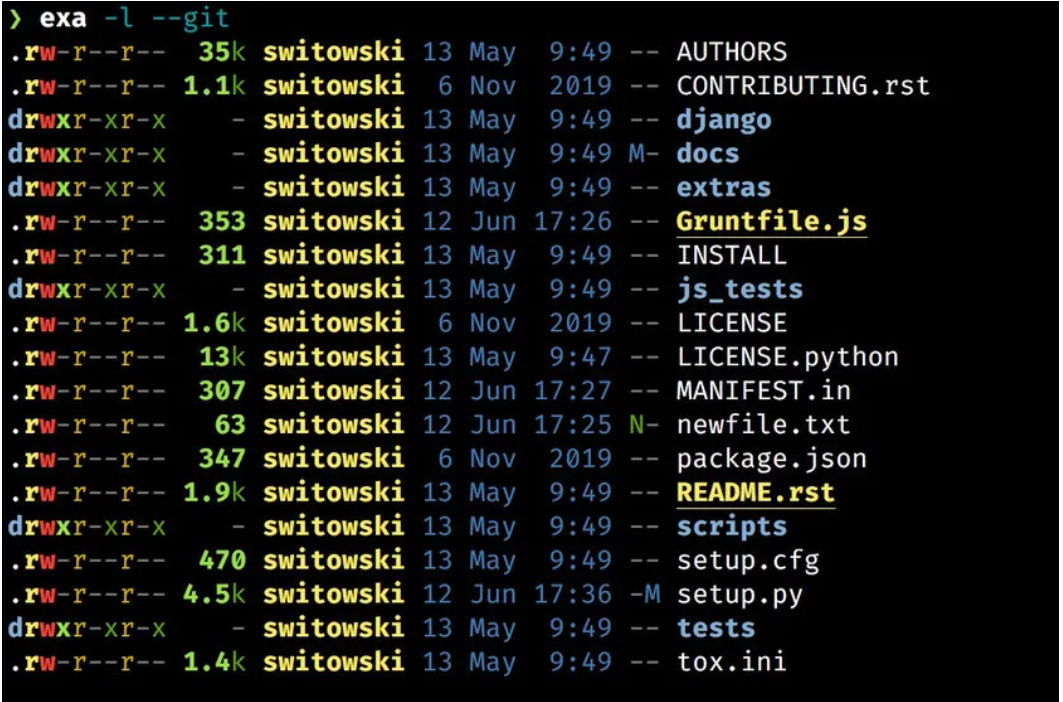 ❯ exa -l --git
.rw-r--r--  35k switowski 13 May  9:49 -- AUTHORS
.rw-r--r-- 1.1k switowski  6 Nov  2019 -- CONTRIBUTING.rst
drwxr-xr-x    - switowski 13 May  9:49 -- django
drwxr-xr-x    - switowski 13 May  9:49 M- docs
drwxr-xr-x    - switowski 13 May  9:49 -- extras
.rw-r--r--  353 switowski 12 Jun 17:26 -- Gruntfile.js
.rw-r--r--  311 switowski 13 May  9:49 -- INSTALL
drwxr-xr-x    - switowski 13 May  9:49 -- js_tests
.rw-r--r-- 1.6k switowski  6 Nov  2019 -- LICENSE
.rw-r--r--  13k switowski 13 May  9:47 -- LICENSE.python
.rw-r--r--  307 switowski 12 Jun 17:27 -- MANIFEST.in
.rw-r--r--   63 switowski 12 Jun 17:25 N- newfile.txt
.rw-r--r--  347 switowski  6 Nov  2019 -- package.json
.rw-r--r-- 1.9k switowski 13 May  9:49 -- README.rst
drwxr-xr-x    - switowski 13 May  9:49 -- scripts
.rw-r--r--  470 switowski 13 May  9:49 -- setup.cfg
.rw-r--r-- 4.5k switowski 12 Jun 17:36 -M setup.py
drwxr-xr-x    - switowski 13 May  9:49 -- tests
.rw-r--r-- 1.4k switowski 13 May  9:49 -- tox.ini